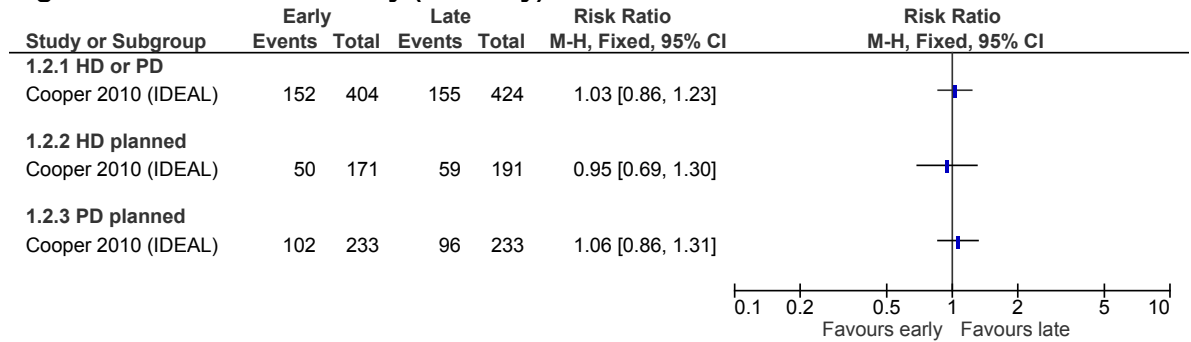 Early Late Risk Ratio Risk Ratio
Study or Subgroup Events Total Events Total M-H, Fixed, 95% CI M-H, Fixed, 95% CI
1.2.1 HD or PD
Cooper 2010 (IDEAL) 152 404 155 424 1.03 [0.86, 1.23]
1.2.2 HD planned
Cooper 2010 (IDEAL) 50 171 59 191 0.95 [0.69, 1.30]
1.2.3 PD planned
Cooper 2010 (IDEAL) 102 233 96 233 1.06 [0.86, 1.31]
0.1 0.2 0.5 1 2 5 10
Favours early Favours late